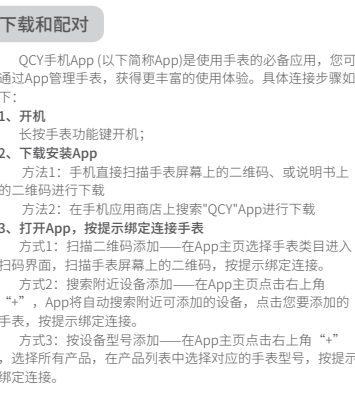 下载和配对
QCY手机App (以下简称App)是使用手表的必备应用，您可
通过App管理手表，获得更丰富的使用体验。具体连接步骤如
下：
1、开机
长按手表功能键开机；
2、下载安装App
方法1：手机直接扫描手表屏幕上的二维码、或说明书上
的二维码进行下载
方法2：在手机应用商店上搜索"QCY"App进行下载
3、打开App，按提示绑定连接手表
方式1：扫描二维码添加——在App主页选择手表类目进入
扫码界面，扫描手表屏幕上的二维码，按提示绑定连接。
方式2：搜索附近设备添加——在App主页点击右上角
“+”，App将自动搜索附近可添加的设备，点击您要添加的
手表，按提示绑定连接。
方式3：按设备型号添加——在App主页点击右上角“+”
，选择所有产品，在产品列表中选择对应的手表型号，按提示
绑定连接。